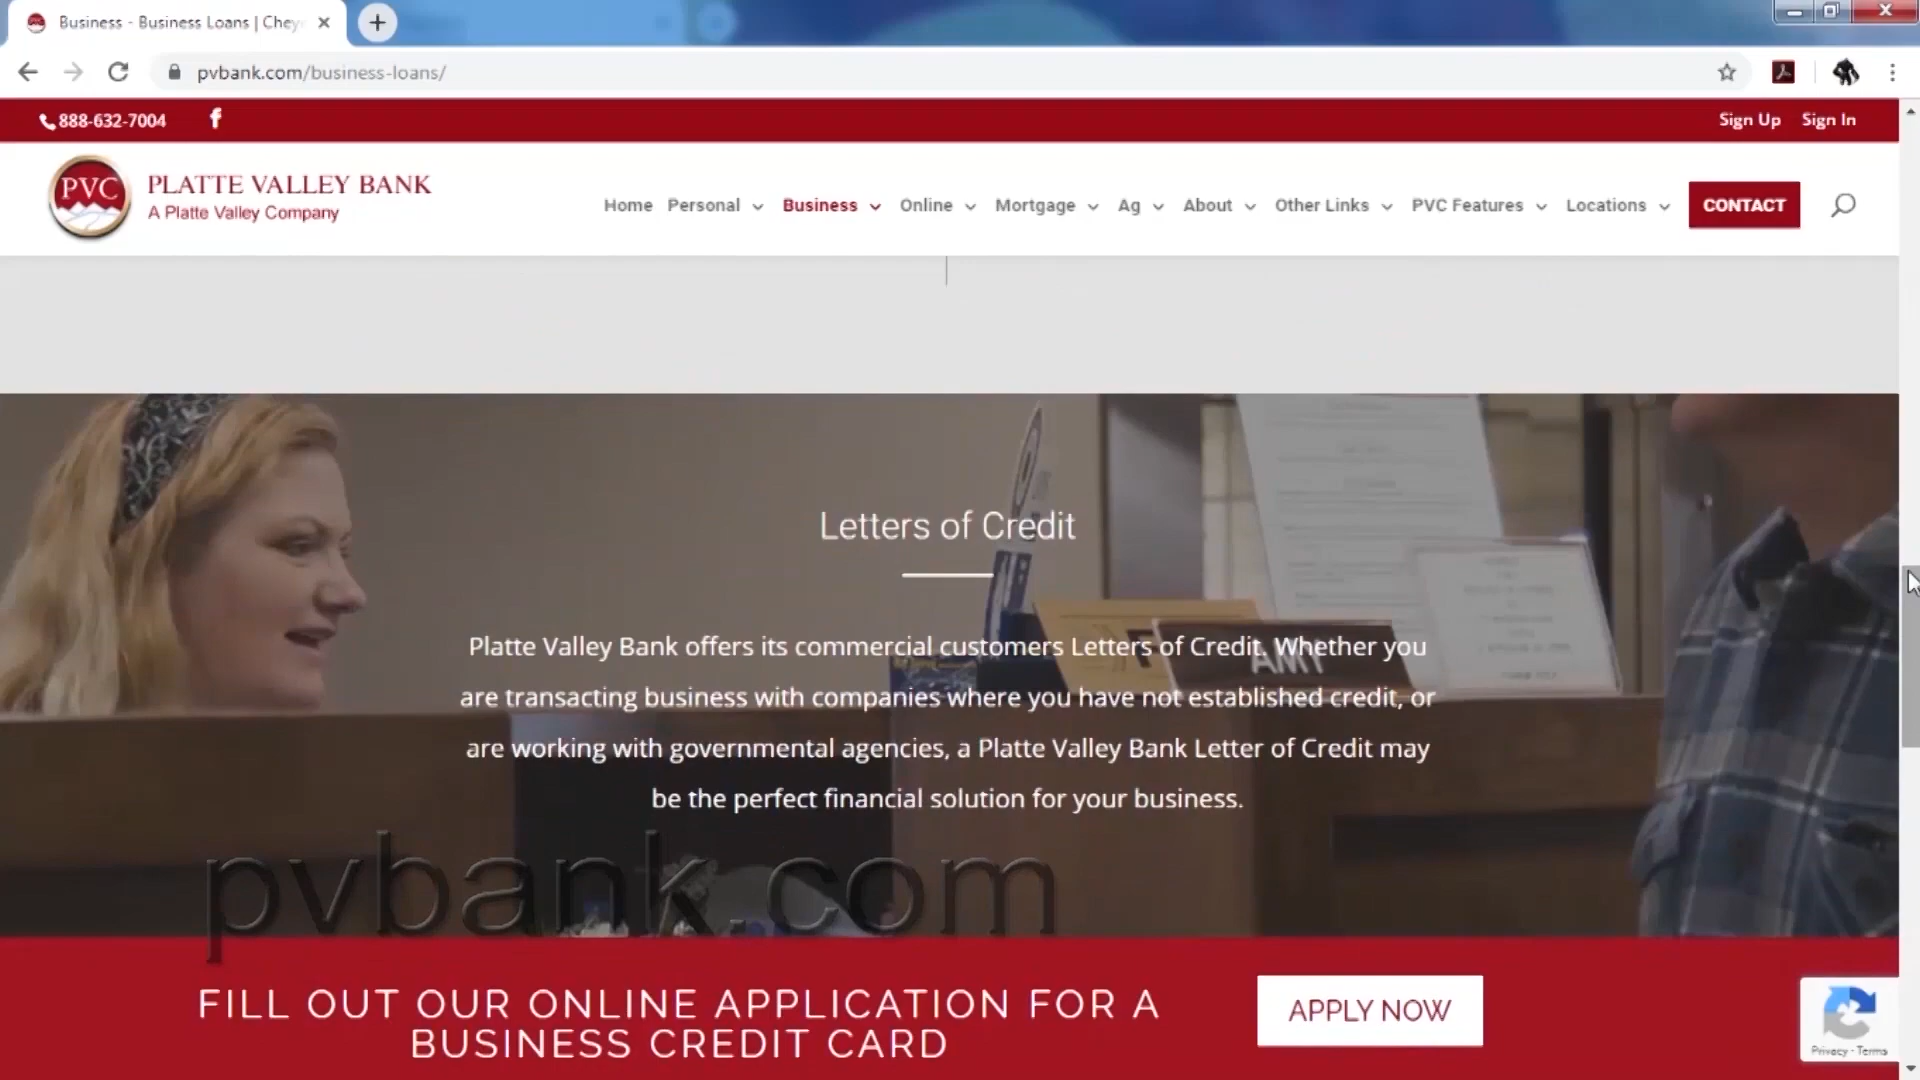 Business - Business Loans | Chey
pvbank.com/business-loans/
888-632-7004
Sign Up Sign In
PVC
PLATTE VALLEY BANK
A Platte Valley Company
Home Personal Business Online Mortgage Ag About Other Links PVC Features Locations CONTACT
Letters of Credit
Platte Valley Bank offers its commercial customers Letters of Credit. Whether you
are transacting business with companies where you have not established credit, or
are working with governmental agencies, a Platte Valley Bank Letter of Credit may
be the perfect financial solution for your business.
AMY
pvbank.com
FILL OUT OUR ONLINE APPLICATION FOR A
BUSINESS CREDIT CARD
APPLY NOW
Privacy - Terms